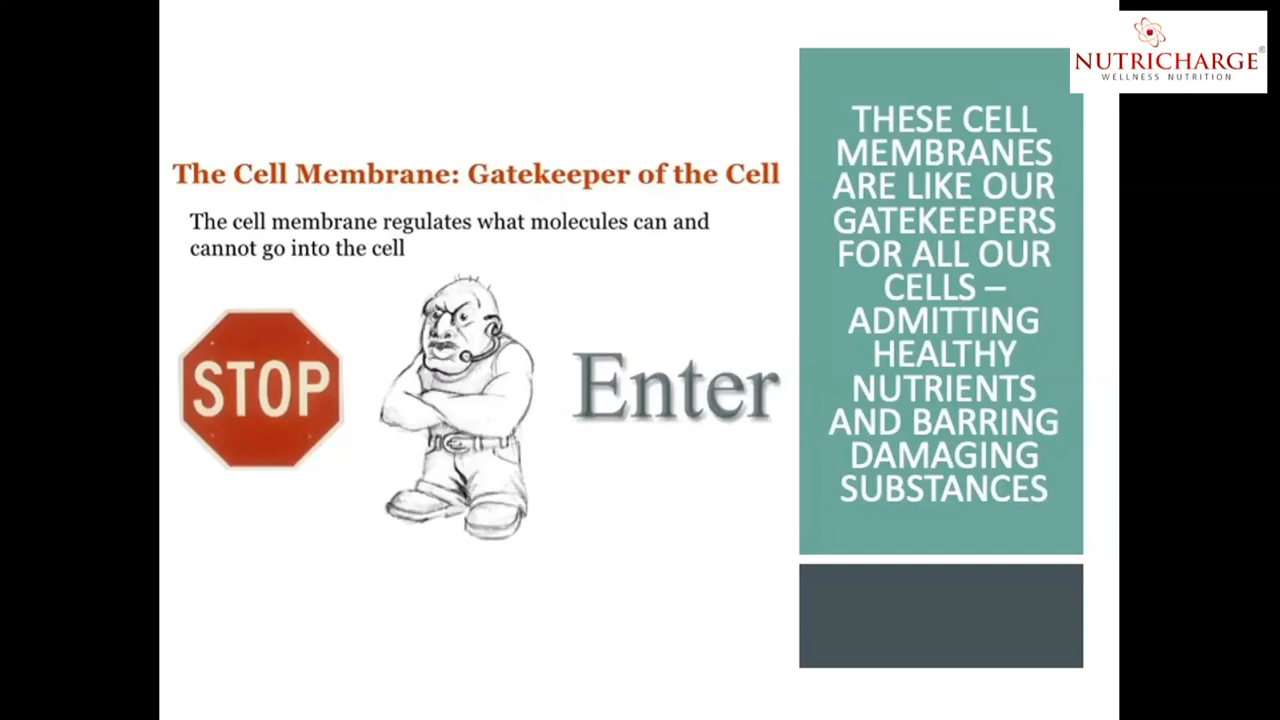 NUTRICHARGE®
WELLNESS NUTRITION
The Cell Membrane: Gatekeeper of the Cell
The cell membrane regulates what molecules can and
cannot go into the cell
STOP
Enter
THESE CELL
MEMBRANES
ARE LIKE OUR
GATEKEEPERS
FOR ALL OUR
CELLS –
ADMITTING
HEALTHY
NUTRIENTS
AND BARRING
DAMAGING
SUBSTANCES